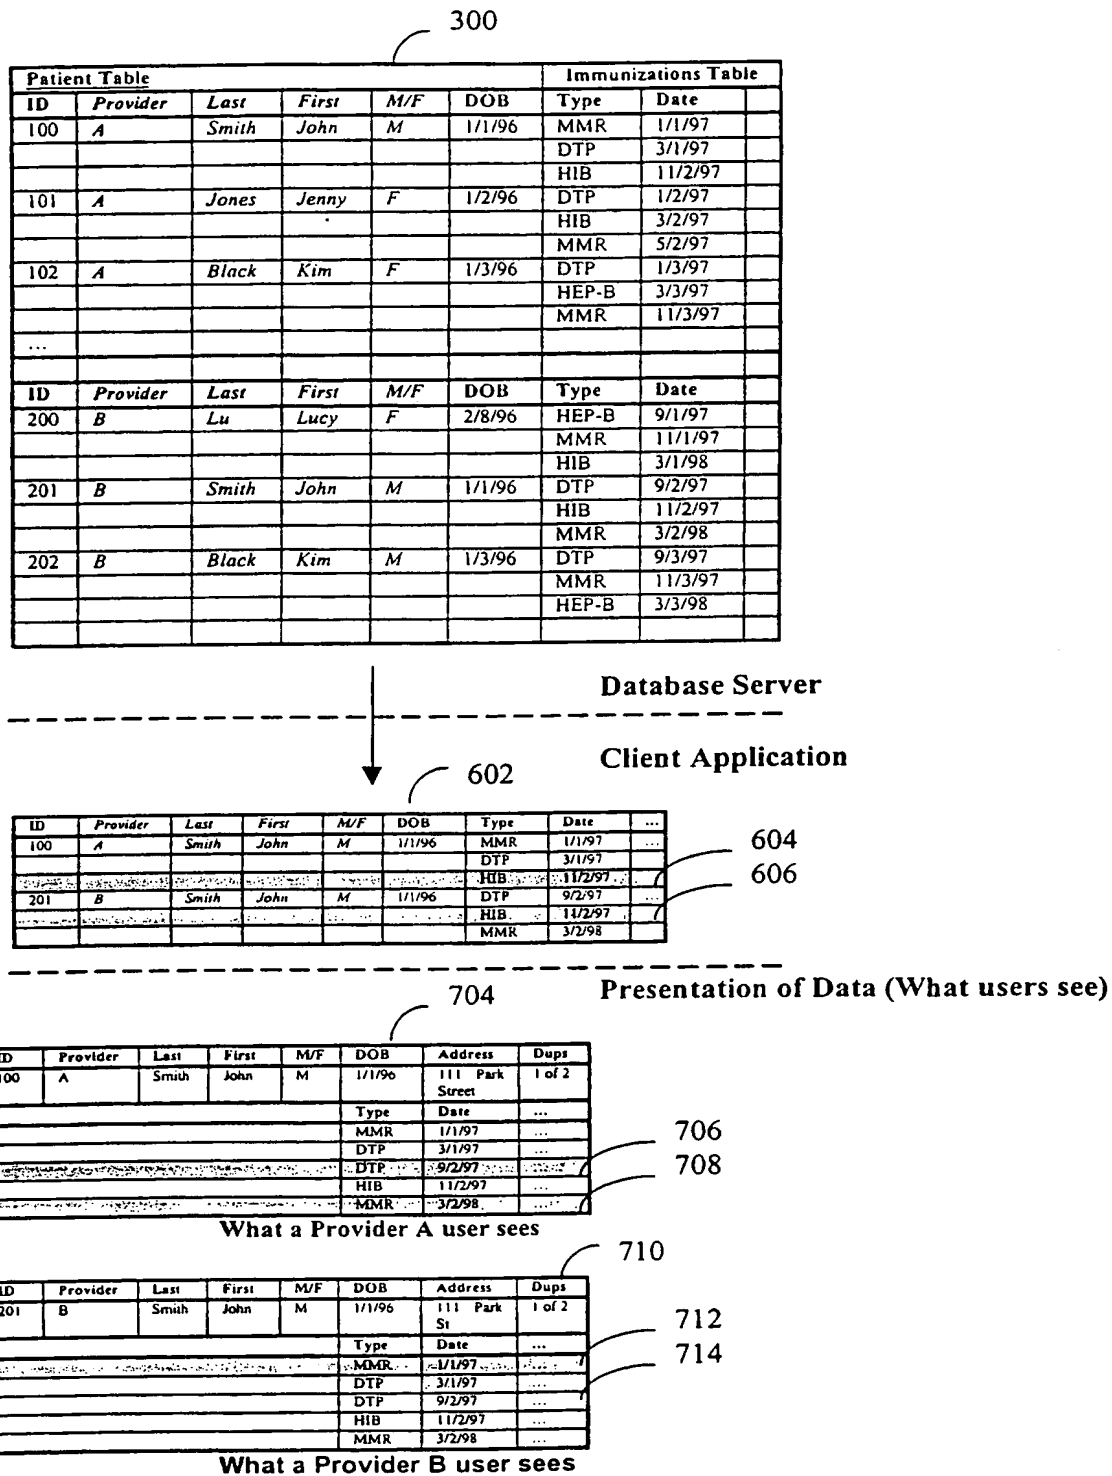 300
Patient Table Immunizations Table
ID Provider Last First M/F DOB Type Date
100 A Smith John M 1/1/96 MMR 1/1/97
DTP 3/1/97
HIB 11/2/97
101 A Jones Jenny F 1/2/96 DTP 1/2/97
HIB 3/2/97
MMR 5/2/97
102 A Black Kim F 1/3/96 DTP 1/3/97
HEP-B 3/3/97
MMR 11/3/97
...
ID Provider Last First M/F DOB Type Date
200 B Lu Lucy F 2/8/96 HEP-B 9/1/97
MMR 11/1/97
HIB 3/1/98
201 B Smith John M 1/1/96 DTP 9/2/97
HIB 11/2/97
MMR 3/2/98
202 B Black Kim M 1/3/96 DTP 9/3/97
MMR 11/3/97
HEP-B 3/3/98
Database Server
Client Application
602
ID Provider Last First M/F DOB Type Date ...
100 A Smith John M 1/1/96 MMR 1/1/97 ...
DTP 3/1/97
HIB 11/2/97
604
201 B Smith John M 1/1/96 DTP 9/2/97 ...
606
HIB 11/2/97
MMR 3/2/98
Presentation of Data (What users see)
704
ID Provider Last First M/F DOB Address Dups
100 A Smith John M 1/1/96 111 Park 1 of 2
Street
Type Date ...
MMR 1/1/97 ...
DTP 3/1/97 ...
DTP 9/2/97 ...
706
HIB 11/2/97 ...
708
MMR 3/2/98 ...
What a Provider A user sees
710
ID Provider Last First M/F DOB Address Dups
201 B Smith John M 1/1/96 111 Park 1 of 2
St
Type Date ...
712
MMR 1/1/97 ...
DTP 3/1/97 ...
714
DTP 9/2/97 ...
HIB 11/2/97 ...
MMR 3/2/98 ...
What a Provider B user sees